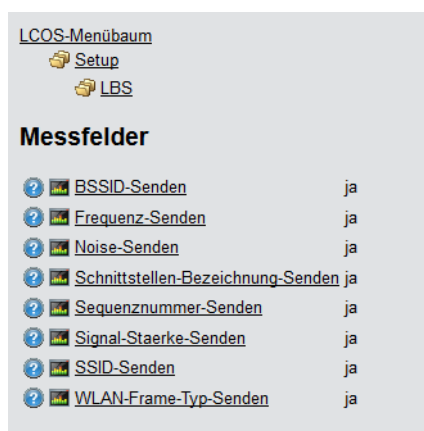 LCOS-Menübaum
Setup
LBS
Messfelder
BSSID-Senden ja
Frequenz-Senden ja
Noise-Senden ja
Schnittstellen-Bezeichnung-Senden ja
Sequenznummer-Senden ja
Signal-Staerke-Senden ja
SSID-Senden ja
WLAN-Frame-Typ-Senden ja